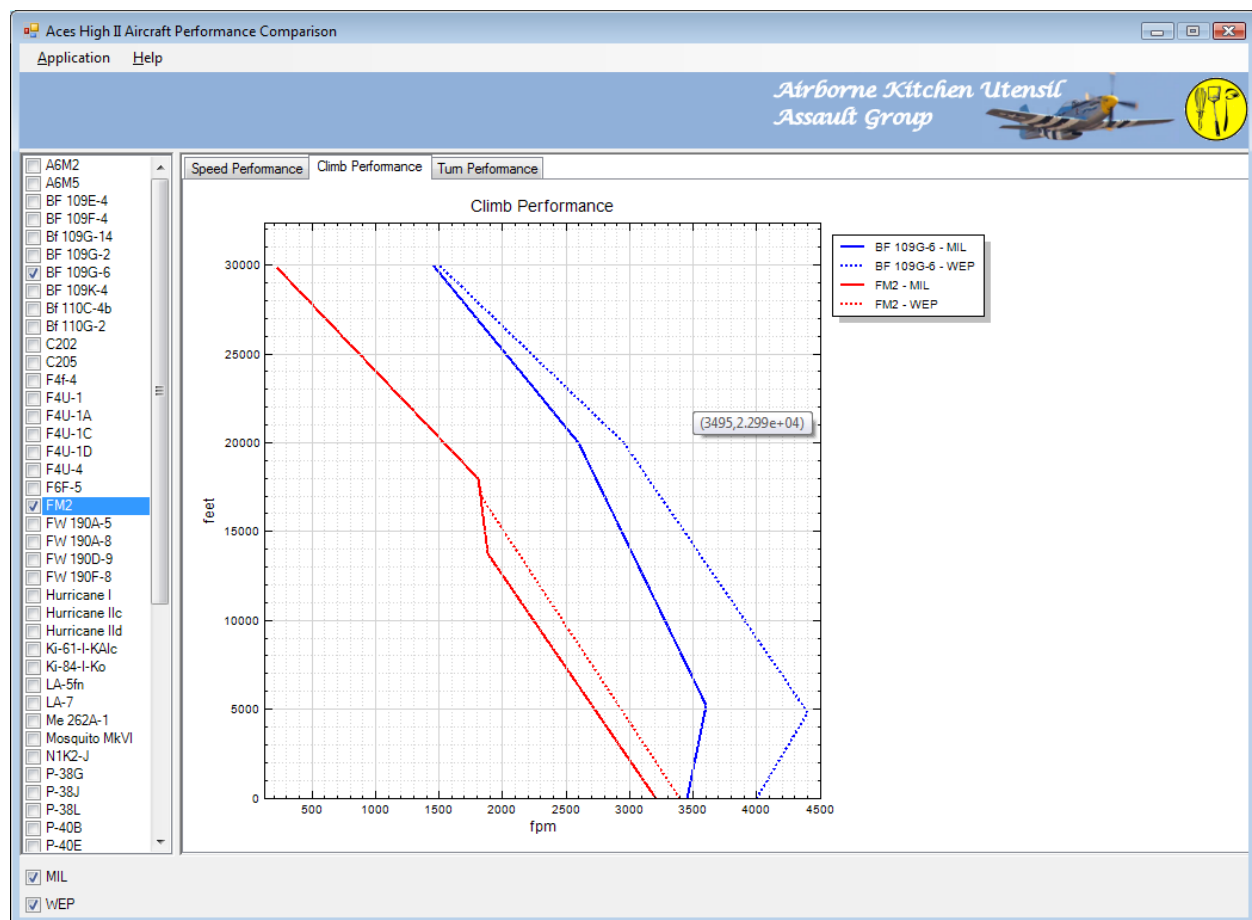 Aces High II Aircraft Performance Comparison
Application Help
Airborne Kitchen Utensil
Assault Group
A6M2
A6M5
BF 109E-4
BF 109F-4
Bf 109G-14
BF 109G-2
BF 109G-6
BF 109K-4
Bf 110C-4b
Bf 110G-2
C202
C205
F4f-4
F4U-1
F4U-1A
F4U-1C
F4U-1D
F4U-4
F6F-5
FM2
FW 190A-5
FW 190A-8
FW 190D-9
FW 190F-8
Hurricane I
Hurricane IIc
Hurricane IId
Ki-61-I-KAIc
Ki-84-I-Ko
LA-5fn
LA-7
Me 262A-1
Mosquito MkVI
N1K2-J
P-38G
P-38J
P-38L
P-40B
P-40E
MIL
WEP
Speed Performance Climb Performance Turn Performance
Climb Performance
feet
30000
25000
20000
15000
10000
5000
0
500 1000 1500 2000 2500 3000 3500 4000 4500
fpm
(3495,2.299e+04)
BF 109G-6 - MIL
BF 109G-6 - WEP
FM2 - MIL
FM2 - WEP